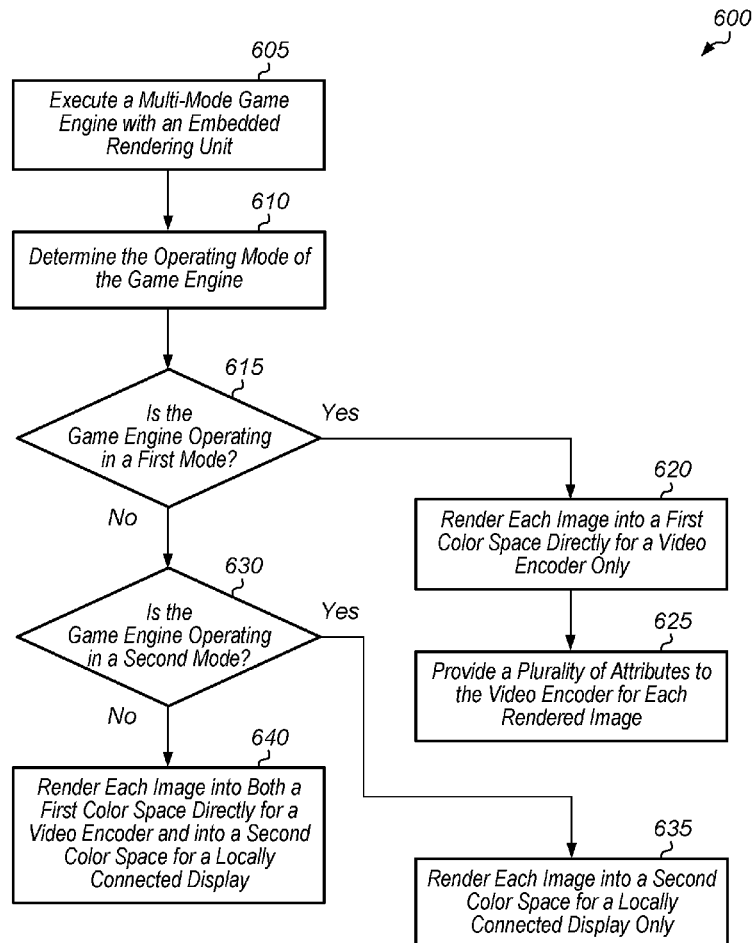 600
605
Execute a Multi-Mode Game
Engine with an Embedded
Rendering Unit
610
Determine the Operating Mode of
the Game Engine
615
Is the
Game Engine Operating
in a First Mode?
Yes
No
620
Render Each Image into a First
Color Space Directly for a Video
Encoder Only
625
Provide a Plurality of Attributes to
the Video Encoder for Each
Rendered Image
630
Is the
Game Engine Operating
in a Second Mode?
Yes
No
640
Render Each Image into Both a
First Color Space Directly for a
Video Encoder and into a Second
Color Space for a Locally
Connected Display
635
Render Each Image into a Second
Color Space for a Locally
Connected Display Only